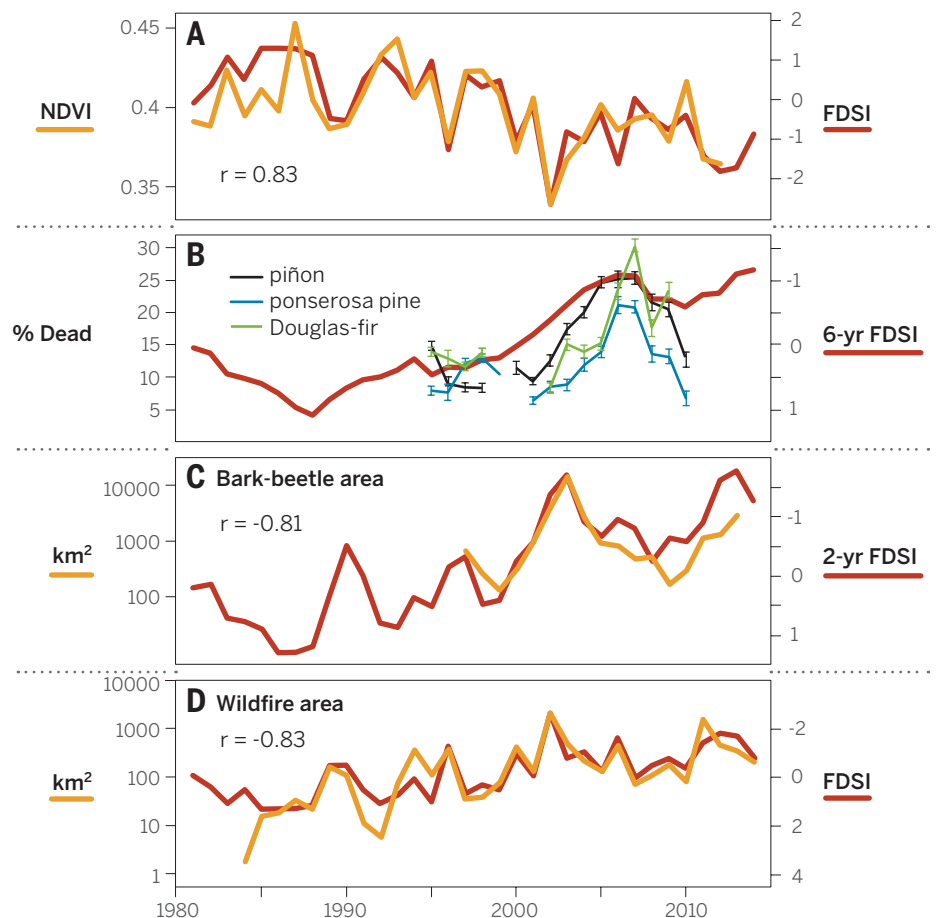 A
NDVI
0.45
0.4
0.35
r = 0.83
2
1
0
-1
-2
FDSI
B
% Dead
30
25
20
15
10
5
piñon
ponserosa pine
Douglas-fir
-1
0
1
6-yr FDSI
C Bark-beetle area
km²
10000
1000
100
r = -0.81
-1
0
1
2-yr FDSI
D Wildfire area
km²
10000
1000
100
10
1
r = -0.83
-2
0
2
4
FDSI
1980
1990
2000
2010